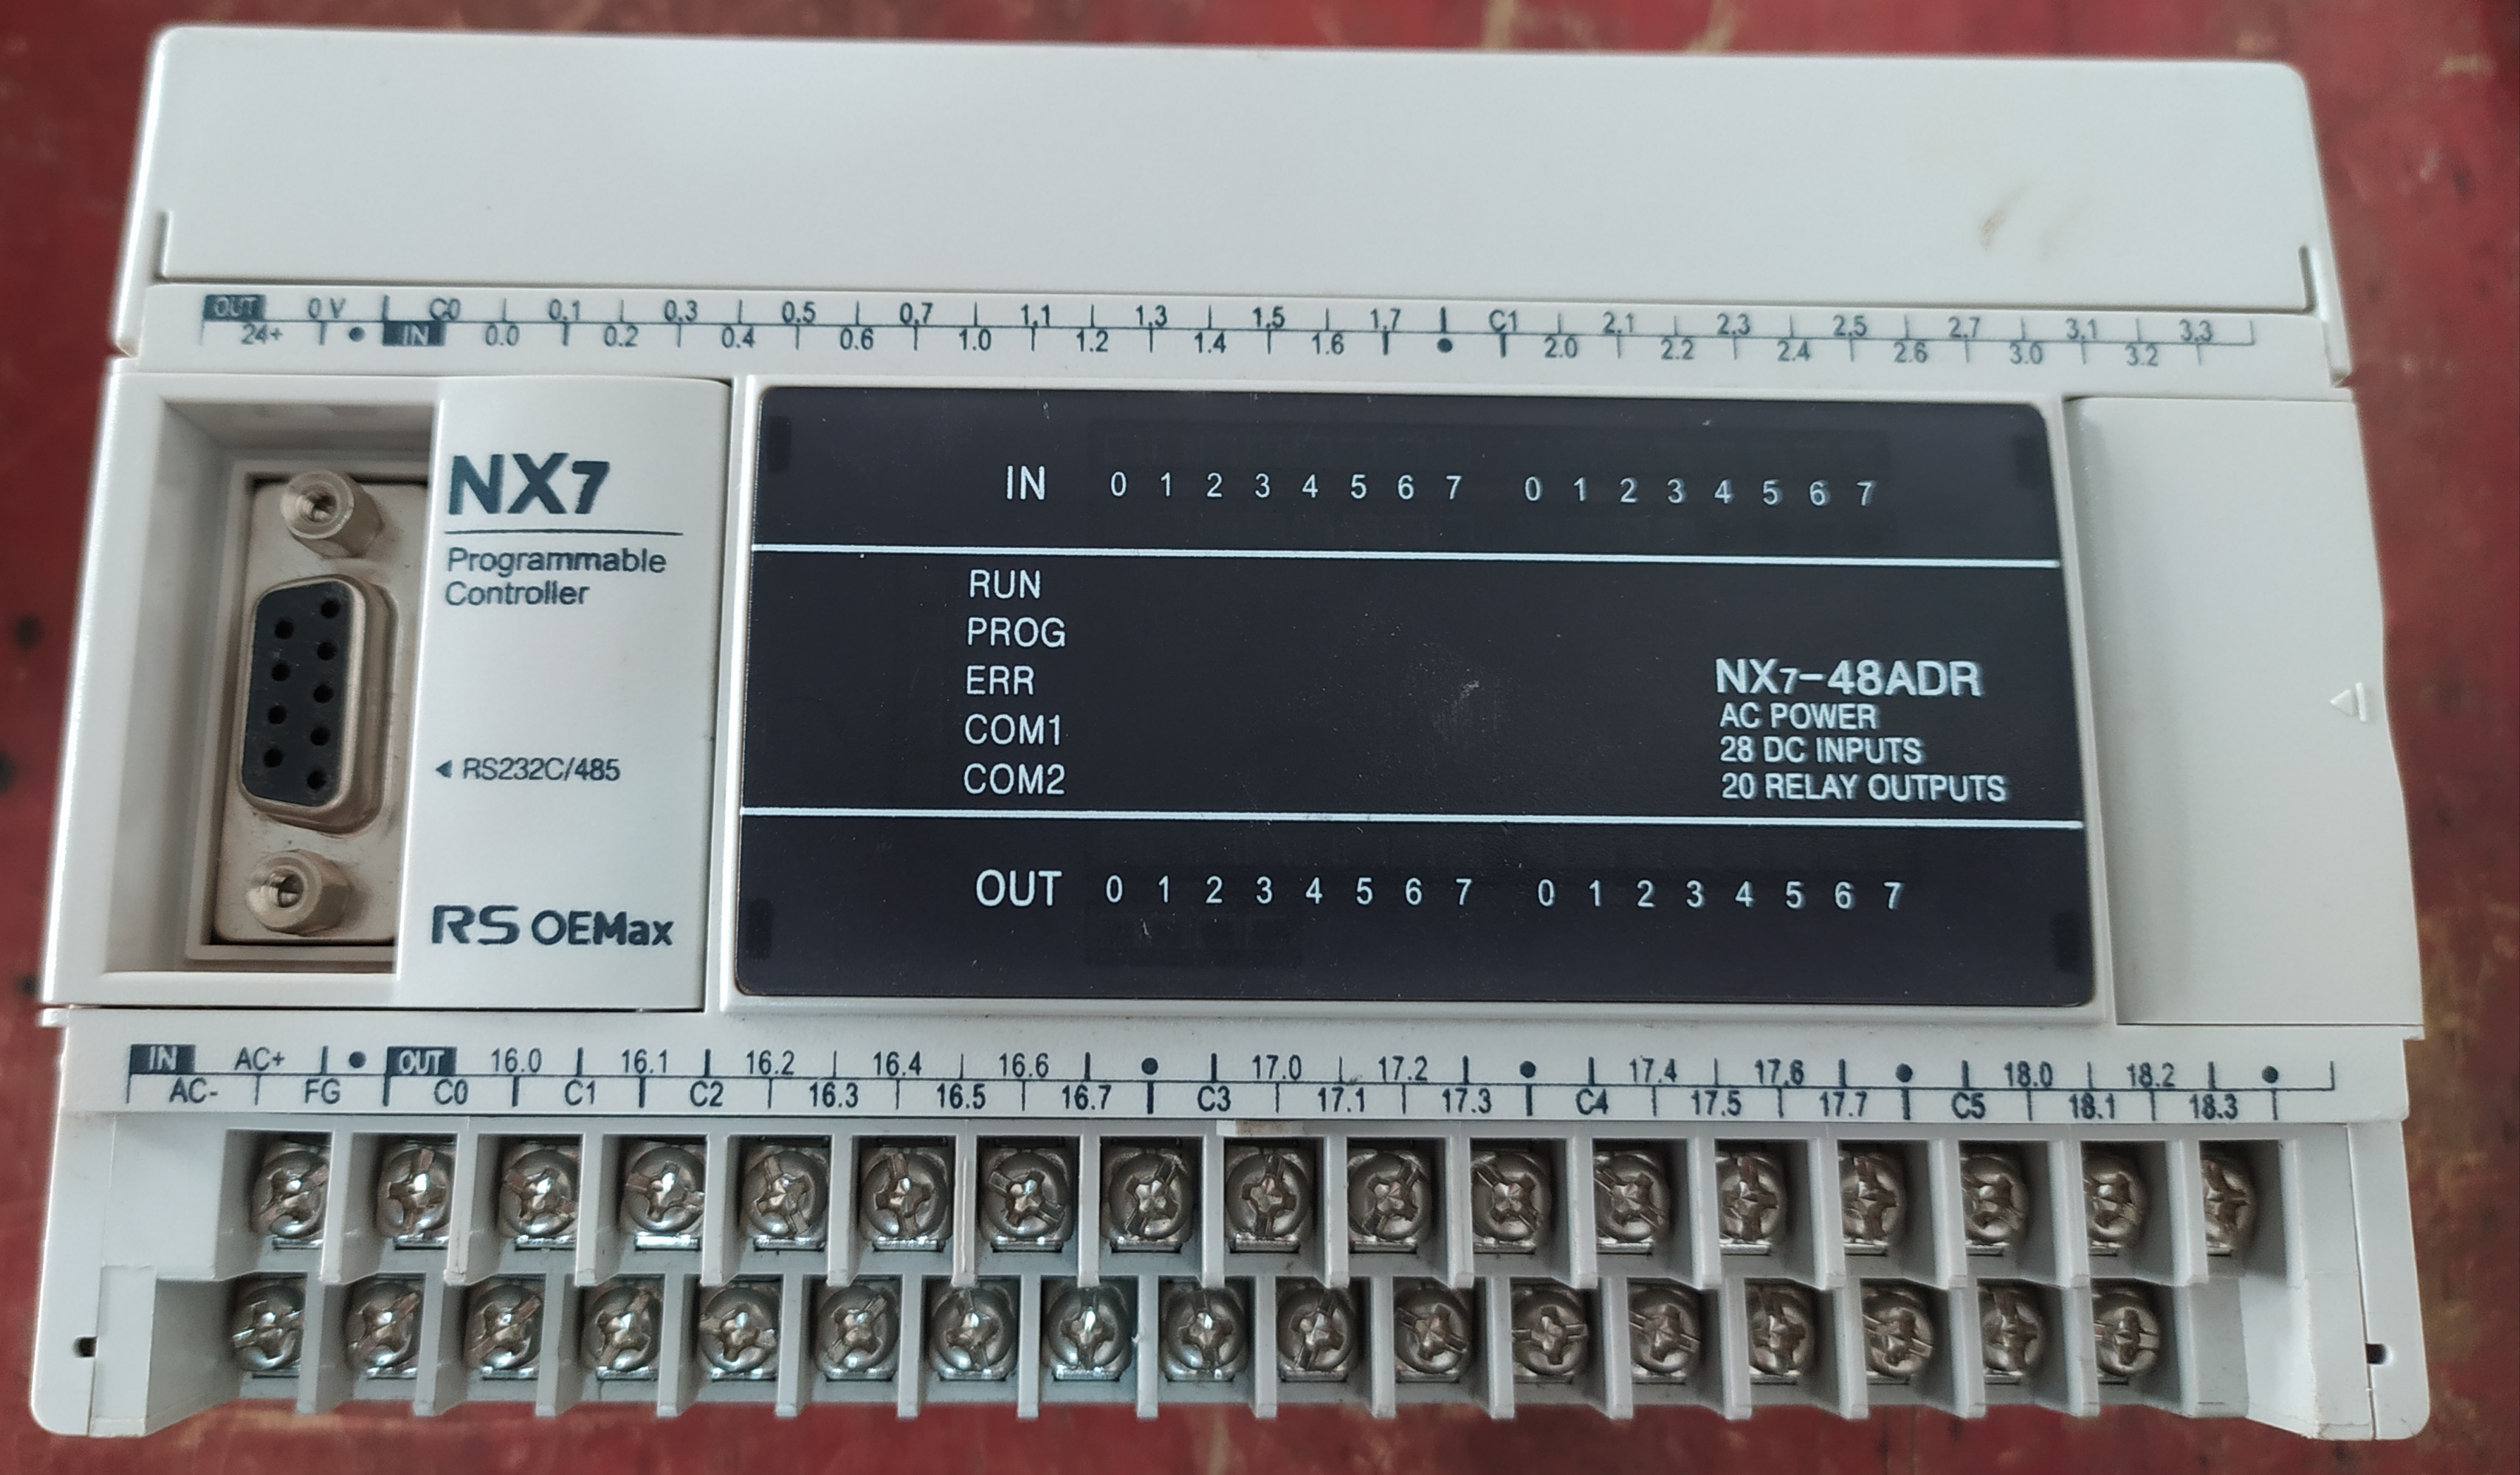 OUT 0 V C0 0.1 0.3 0.5 0.7 1.1 1.3 1.5 1.7 C1 2.1 2.3 2.5 2.7 3.1 3.3
24+ • IN 0.0 0.2 0.4 0.6 1.0 1.2 1.4 1.6 • 2.0 2.2 2.4 2.6 3.0 3.2
NX7
Programmable
Controller
◄ RS232C/485
RS OEMax
IN 0 1 2 3 4 5 6 7 0 1 2 3 4 5 6 7
RUN
PROG
ERR
COM1
COM2
NX7-48ADR
AC POWER
28 DC INPUTS
20 RELAY OUTPUTS
OUT 0 1 2 3 4 5 6 7 0 1 2 3 4 5 6 7
IN AC+ • OUT 16.0 16.1 16.2 16.4 16.6 • 17.0 17.2 • 17.4 17.6 • 18.0 18.2 •
AC- FG C0 C1 C2 16.3 16.5 16.7 C3 17.1 17.3 C4 17.5 17.7 C5 18.1 18.3